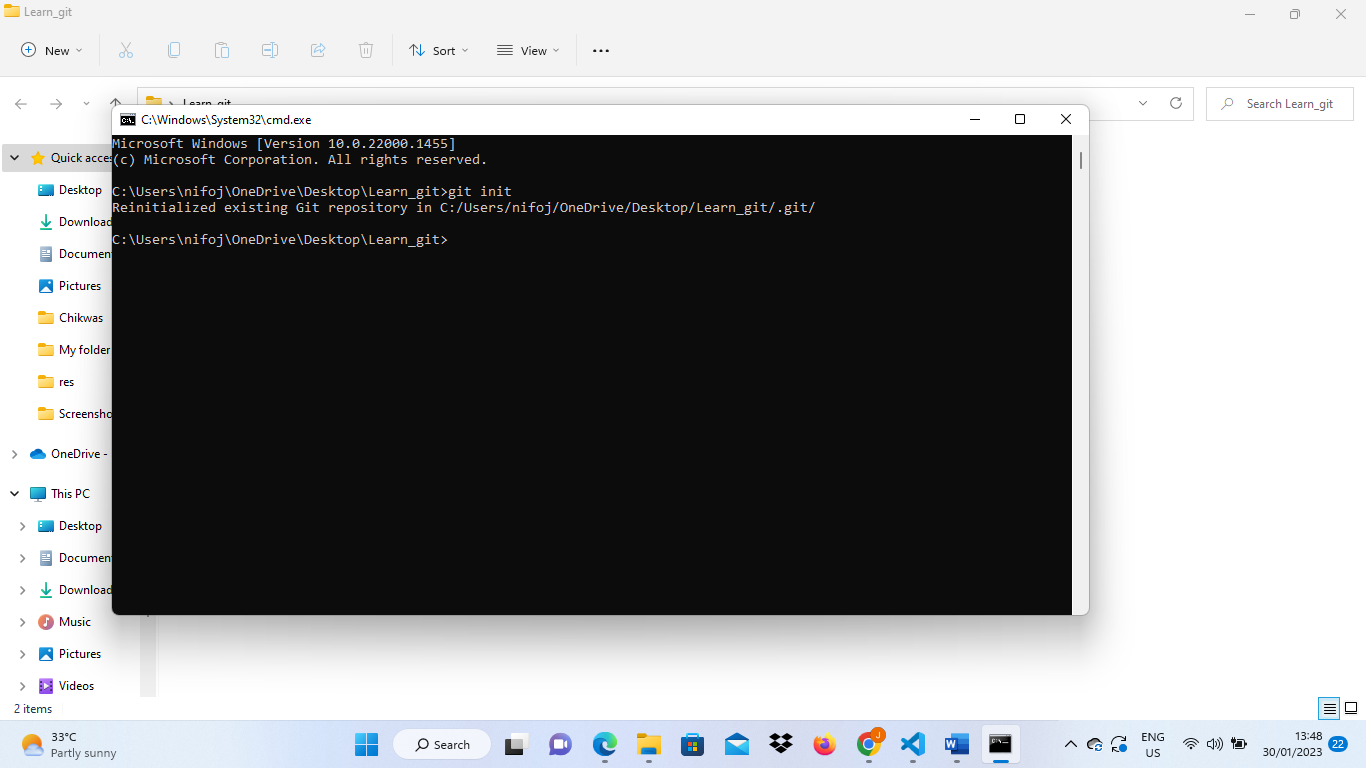 Learn_git
New
Sort
View
Learn_git
Search Learn_git
C:\Windows\System32\cmd.exe
Microsoft Windows [Version 10.0.22000.1455]
(c) Microsoft Corporation. All rights reserved.
C:\Users\nifoj\OneDrive\Desktop\Learn_git>git init
Reinitialized existing Git repository in C:/Users/nifoj/OneDrive/Desktop/Learn_git/.git/
C:\Users\nifoj\OneDrive\Desktop\Learn_git>
Quick acces
Desktop
Download
Documen
Pictures
Chikwas
My folder
res
Screensho
OneDrive -
This PC
Desktop
Documen
Download
Music
Pictures
Videos
2 items
33°C
Partly sunny
Search
J
ENG
US
13:48
30/01/2023
22